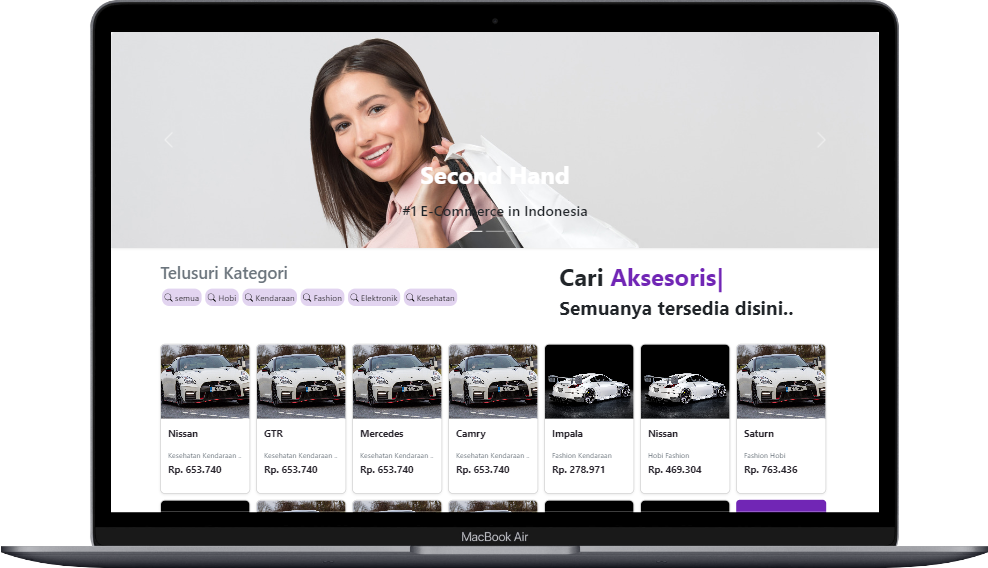 Second Hand
#1 E-Commerce in Indonesia
Telusuri Kategori
semua Hobi Kendaraan Fashion Elektronik Kesehatan
Cari Aksesoris|
Semuanya tersedia disini..
Nissan
Kesehatan Kendaraan...
Rp. 653.740
GTR
Kesehatan Kendaraan...
Rp. 653.740
Mercedes
Kesehatan Kendaraan...
Rp. 653.740
Camry
Kesehatan Kendaraan...
Rp. 653.740
Impala
Fashion Kendaraan
Rp. 278.971
Nissan
Hobi Fashion
Rp. 469.304
Saturn
Fashion Hobi
Rp. 763.436
MacBook Air